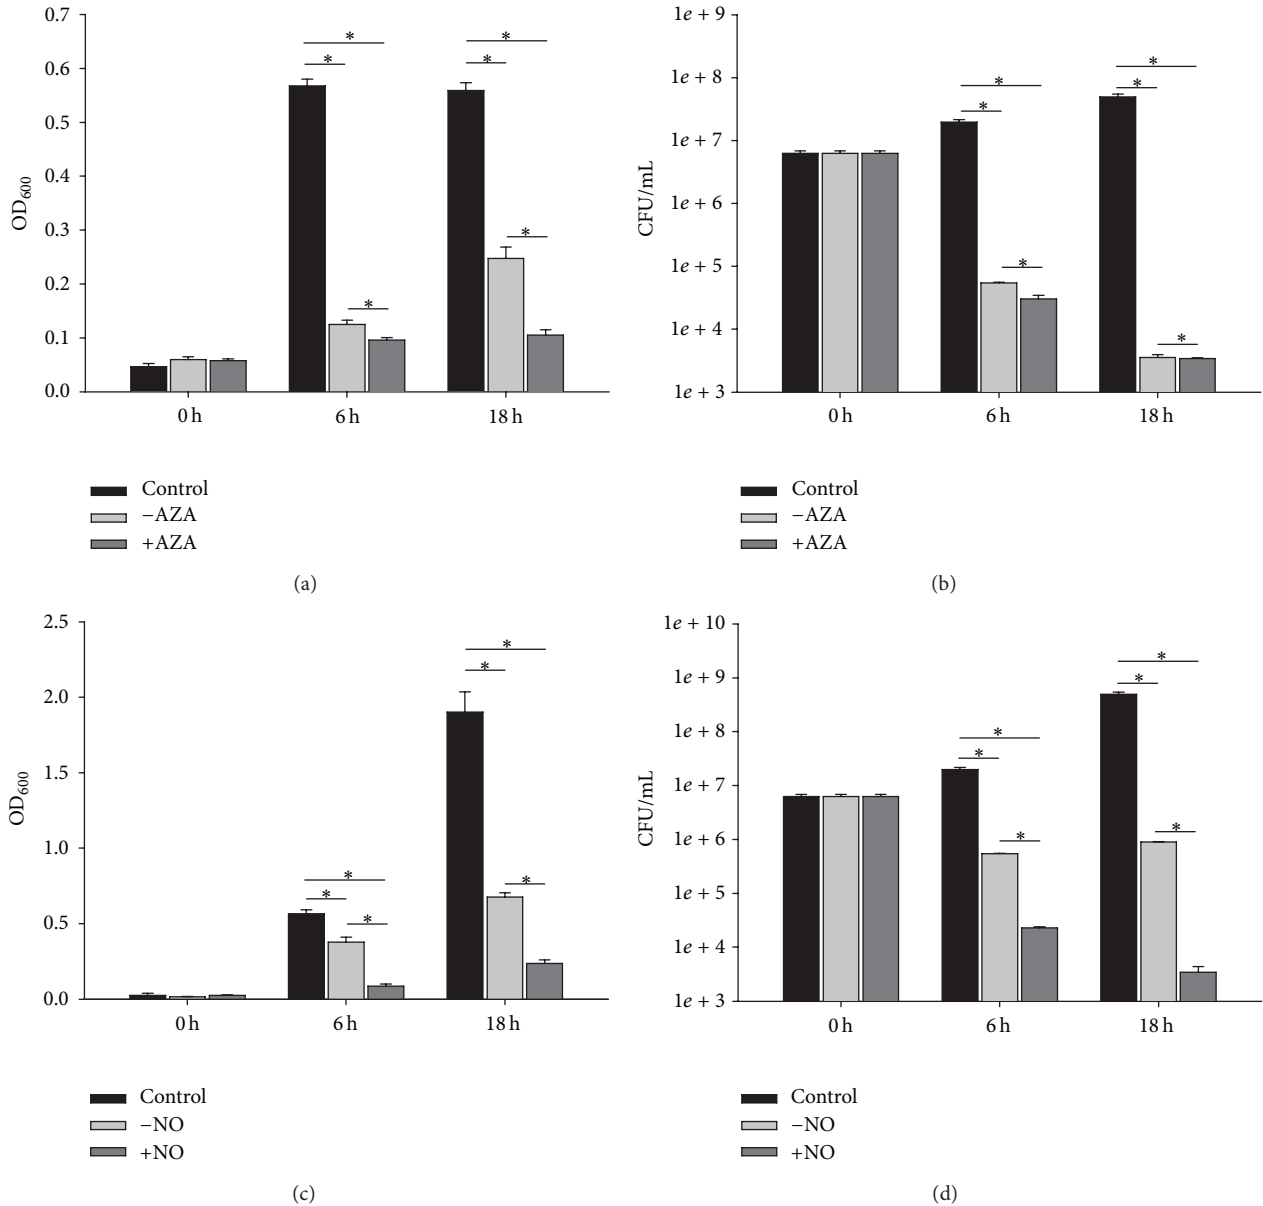 0.7
0.6
0.5
0.4
0.3
0.2
0.1
0.0
OD600
* * * * * *
0 h 6 h 18 h
Control
−AZA
+AZA
(a)
1e + 9
1e + 8
1e + 7
1e + 6
1e + 5
1e + 4
1e + 3
CFU/mL
* * * * * *
0 h 6 h 18 h
Control
−AZA
+AZA
(b)
2.5
2.0
1.5
1.0
0.5
0.0
OD600
* * * * * *
0 h 6 h 18 h
Control
−NO
+NO
(c)
1e + 10
1e + 9
1e + 8
1e + 7
1e + 6
1e + 5
1e + 4
1e + 3
CFU/mL
* * * * * *
0 h 6 h 18 h
Control
−NO
+NO
(d)